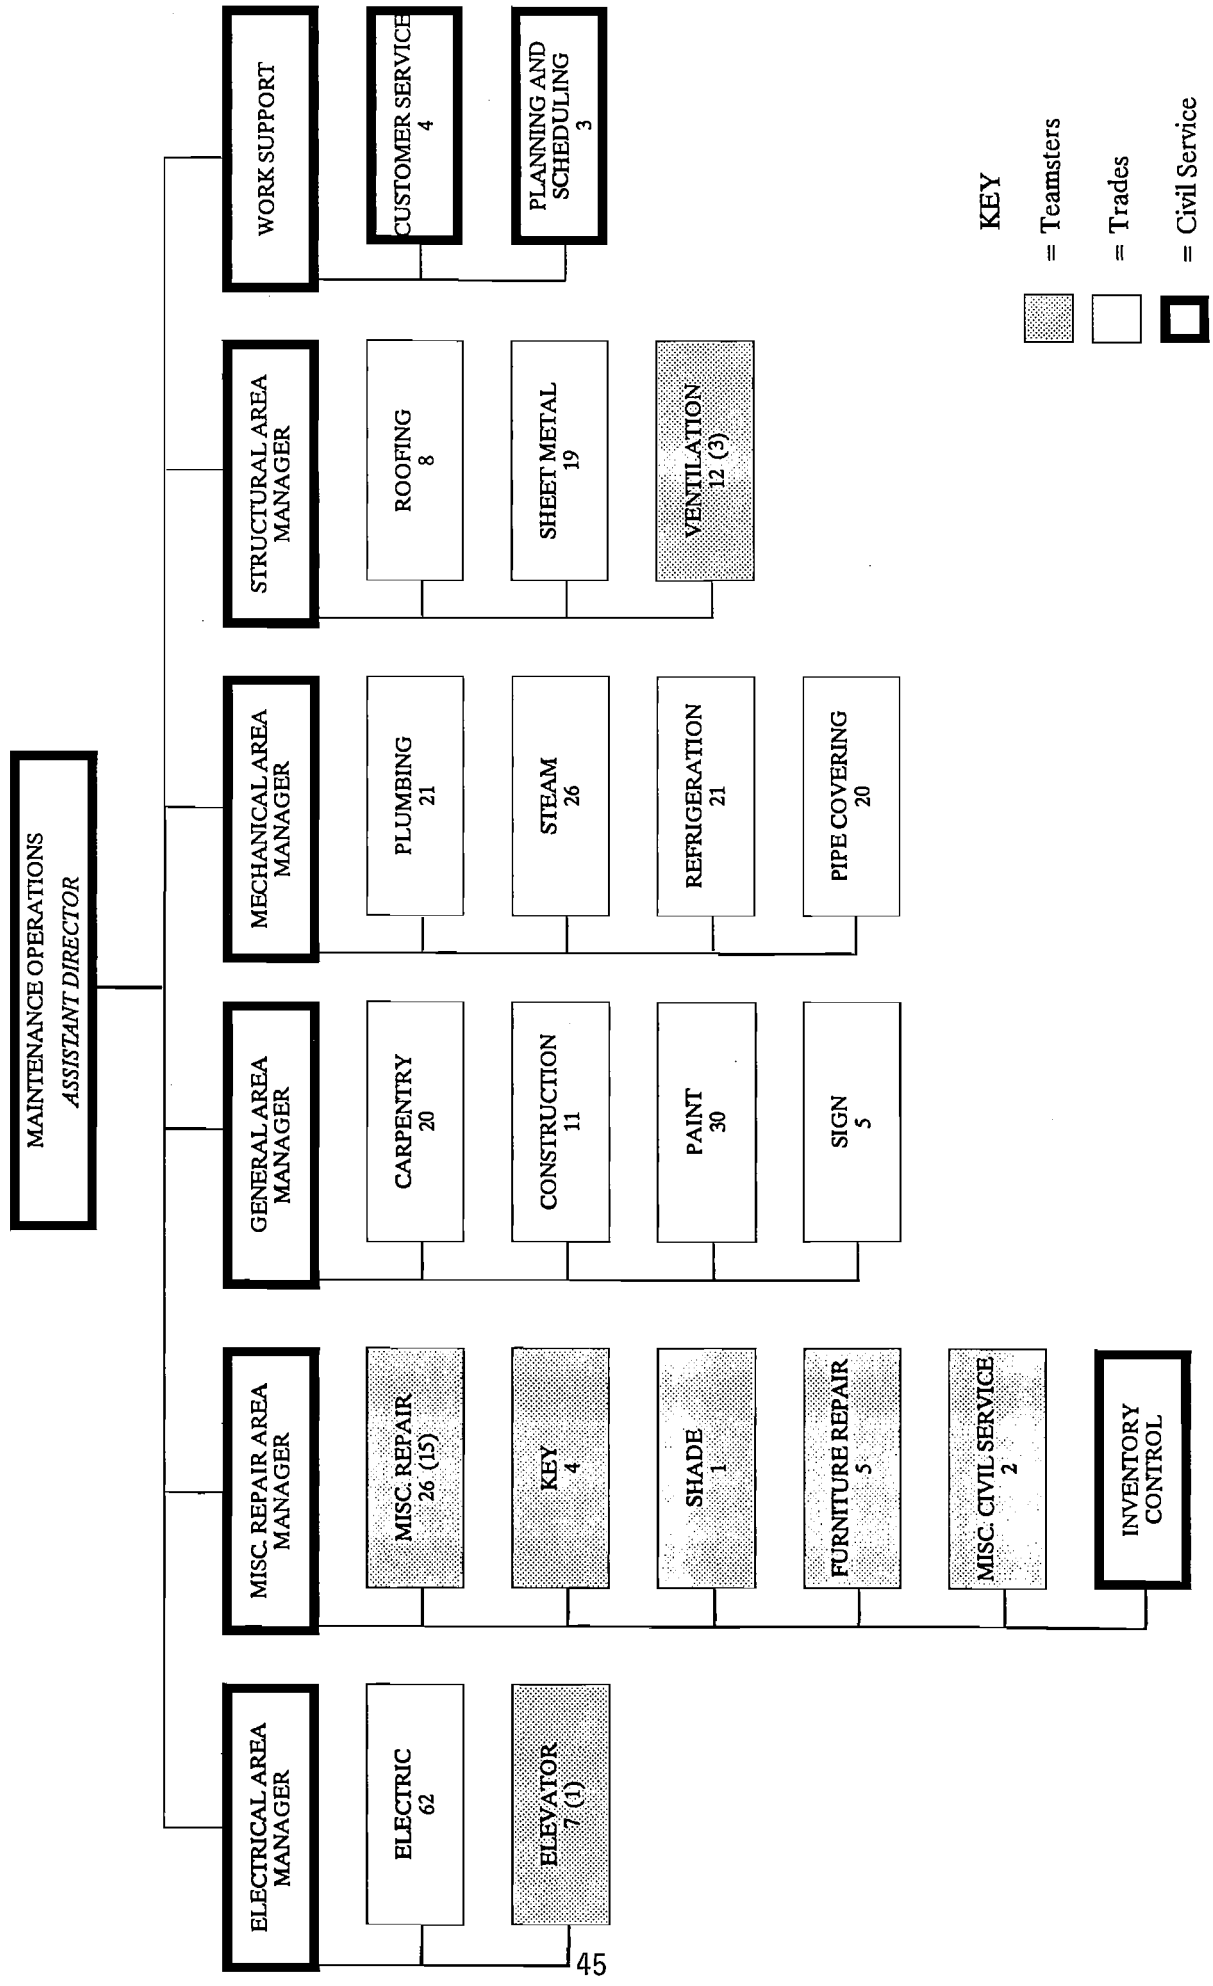 MAINTENANCE OPERATIONS
ASSISTANT DIRECTOR
ELECTRICAL AREA
MANAGER
ELECTRIC
62
ELEVATOR
7 (1)
MISC. REPAIR AREA
MANAGER
MISC. REPAIR
26 (15)
KEY
4
SHADE
1
FURNITURE REPAIR
5
MISC. CIVIL SERVICE
2
INVENTORY
CONTROL
GENERAL AREA
MANAGER
CARPENTRY
20
CONSTRUCTION
11
PAINT
30
SIGN
5
MECHANICAL AREA
MANAGER
PLUMBING
21
STEAM
26
REFRIGERATION
21
PIPE COVERING
20
STRUCTURAL AREA
MANAGER
ROOFING
8
SHEET METAL
19
VENTILATION
12 (3)
WORK SUPPORT
CUSTOMER SERVICE
4
PLANNING AND
SCHEDULING
3
KEY
= Teamsters
= Trades
= Civil Service
45